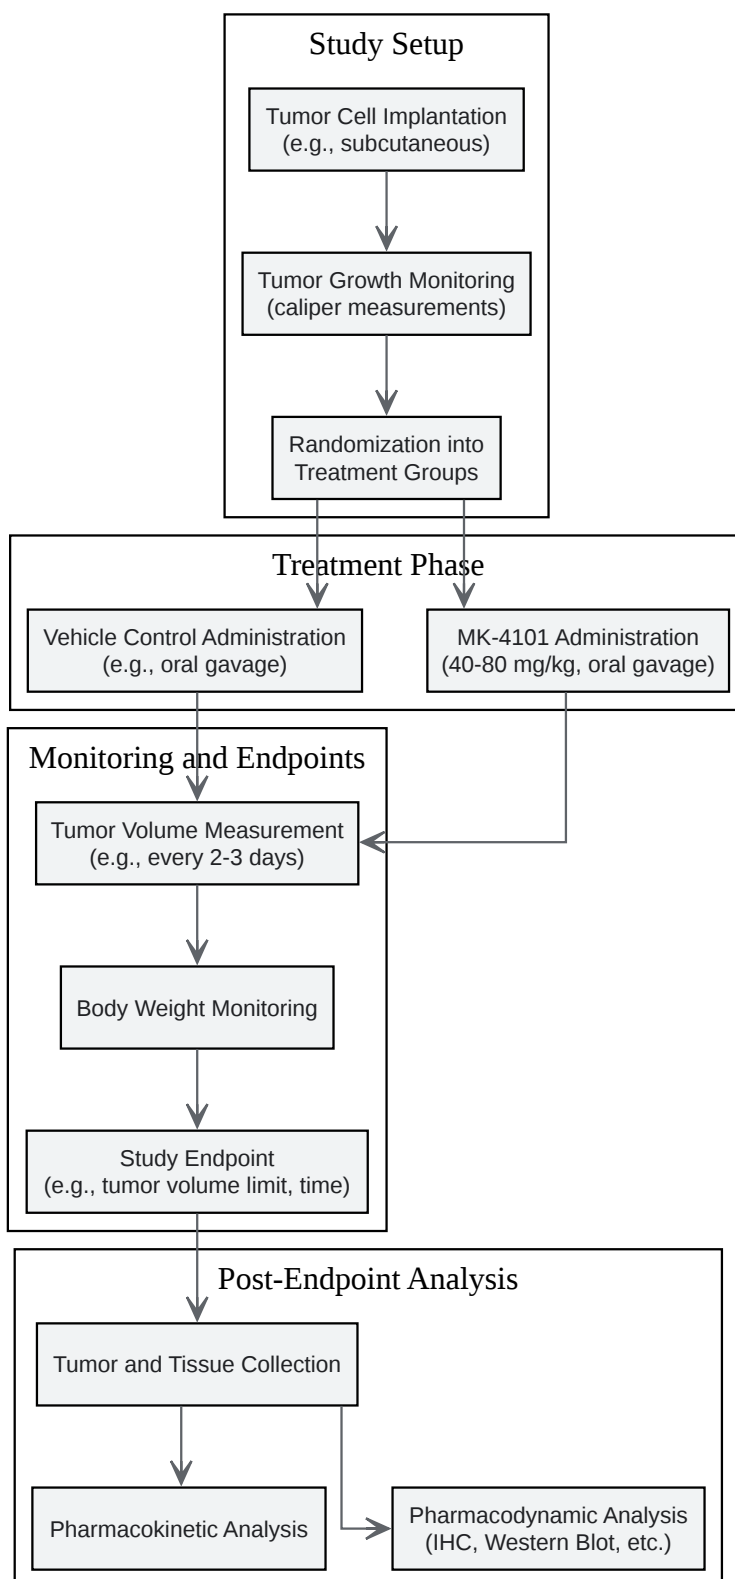 Study Setup
Tumor Cell Implantation
(e.g., subcutaneous)
Tumor Growth Monitoring
(caliper measurements)
Randomization into
Treatment Groups
Treatment Phase
Vehicle Control Administration
(e.g., oral gavage)
MK-4101 Administration
(40-80 mg/kg, oral gavage)
Monitoring and Endpoints
Tumor Volume Measurement
(e.g., every 2-3 days)
Body Weight Monitoring
Study Endpoint
(e.g., tumor volume limit, time)
Post-Endpoint Analysis
Tumor and Tissue Collection
Pharmacokinetic Analysis
Pharmacodynamic Analysis
(IHC, Western Blot, etc.)